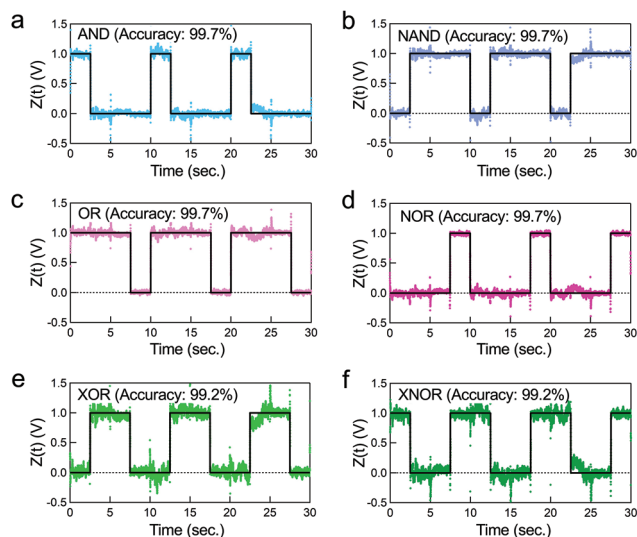 a
AND (Accuracy: 99.7%)
1.5
1.0
0.5
0.0
-0.5
Z(t) (V)
0 5 10 15 20 25 30
Time (sec.)
b
NAND (Accuracy: 99.7%)
1.5
1.0
0.5
0.0
-0.5
Z(t) (V)
0 5 10 15 20 25 30
Time (sec.)
c
OR (Accuracy: 99.7%)
1.5
1.0
0.5
0.0
-0.5
Z(t) (V)
0 5 10 15 20 25 30
Time (sec.)
d
NOR (Accuracy: 99.7%)
1.5
1.0
0.5
0.0
-0.5
Z(t) (V)
0 5 10 15 20 25 30
Time (sec.)
e
XOR (Accuracy: 99.2%)
1.5
1.0
0.5
0.0
-0.5
Z(t) (V)
0 5 10 15 20 25 30
Time (sec.)
f
XNOR (Accuracy: 99.2%)
1.5
1.0
0.5
0.0
-0.5
Z(t) (V)
0 5 10 15 20 25 30
Time (sec.)